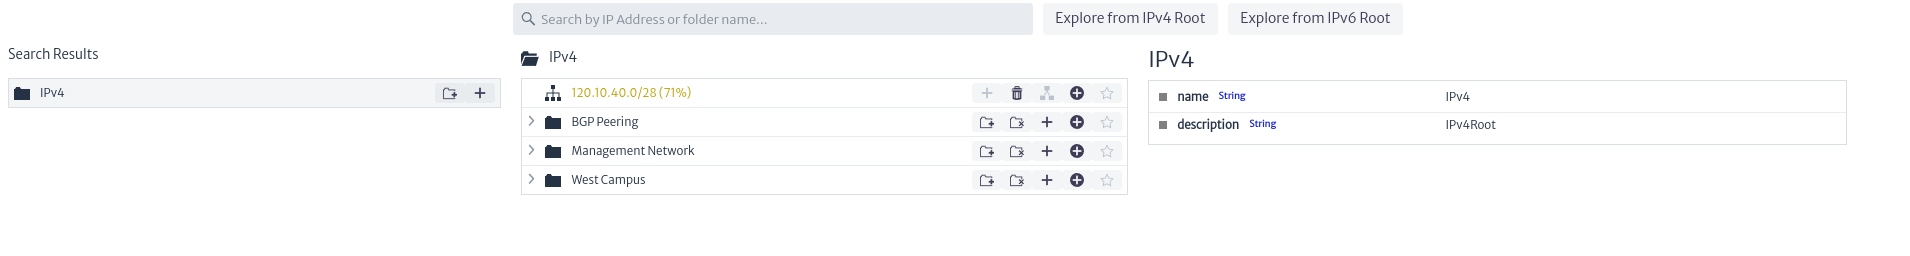 Search by IP Address or folder name...
Explore from IPv4 Root
Explore from IPv6 Root
Search Results
IPv4
IPv4
120.10.40.0/28 (71%)
BGP Peering
Management Network
West Campus
IPv4
name String IPv4
description String IPv4Root